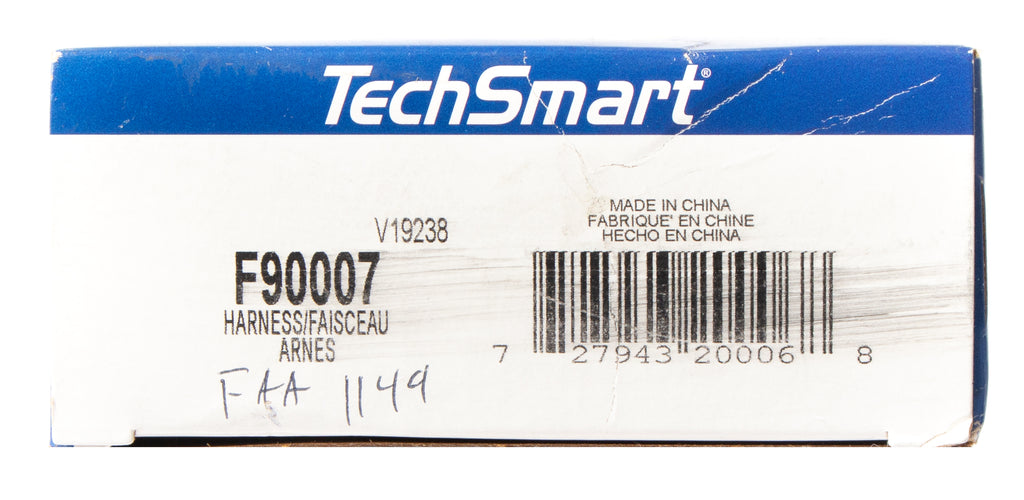 TechSmart®
MADE IN CHINA
FABRIQUE' EN CHINE
HECHO EN CHINA
V19238
F90007
HARNESS/FAISCEAU
ARNES
7 27943 20006 8
FAA 1149